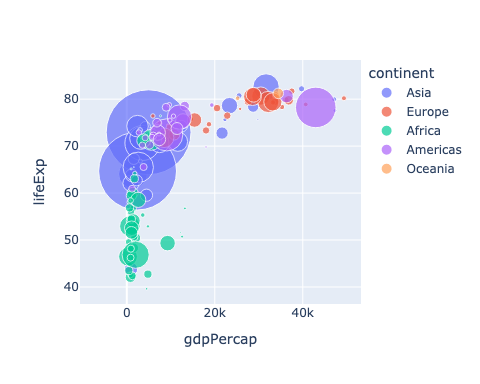 continent
Asia
Europe
Africa
Americas
Oceania
lifeExp
80
70
60
50
40
0
20k
40k
gdpPercap